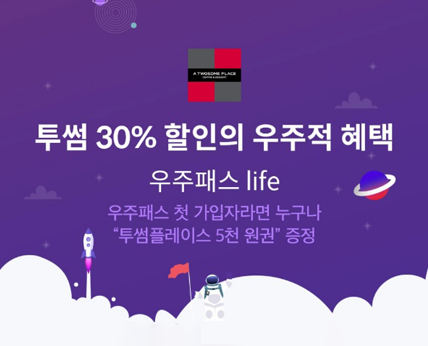 A TWOSOME PLACE
COFFEE & DESSERT
투썸 30% 할인의 우주적 혜택
우주패스 life
우주패스 첫 가입자라면 누구나
“투썸플레이스 5천 원권” 증정